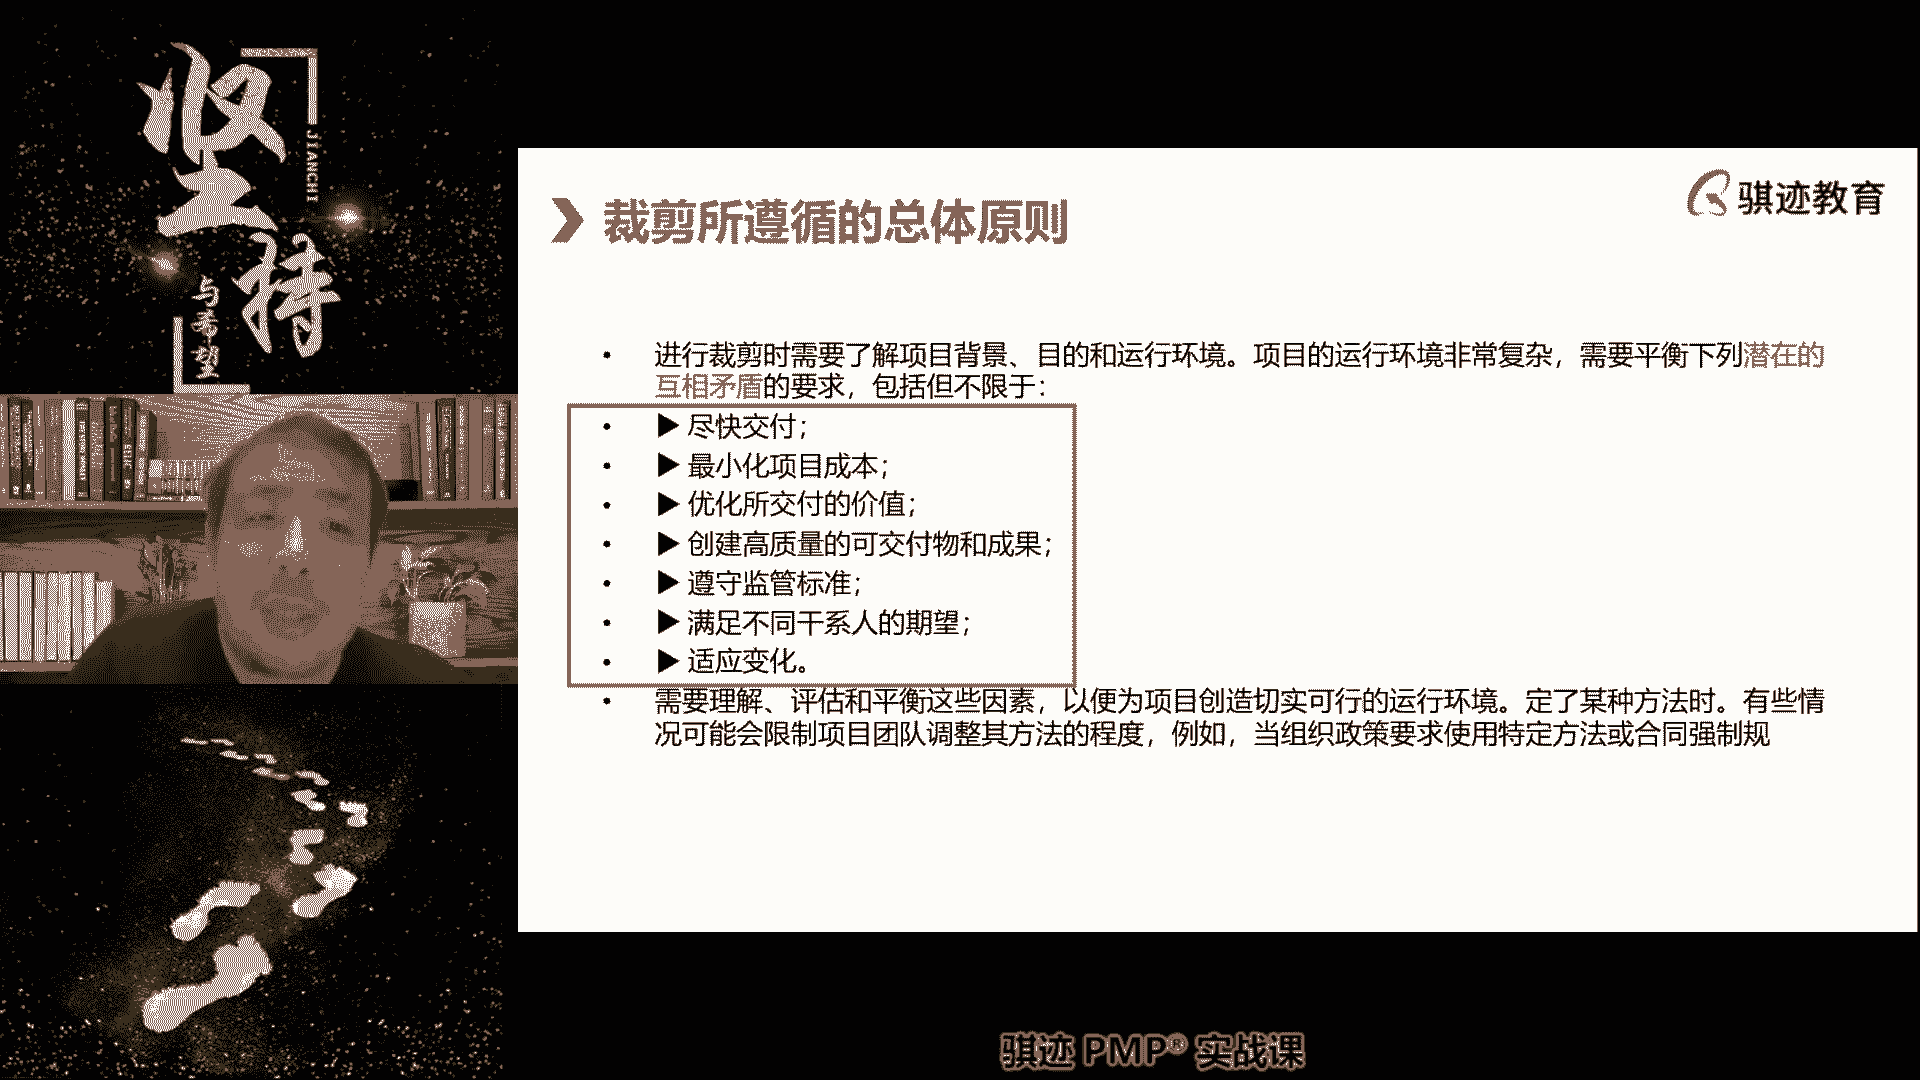 坚持
JIANCHI
与希望
骐迹教育
裁剪所遵循的总体原则
• 进行裁剪时需要了解项目背景、目的和运行环境。项目的运行环境非常复杂，需要平衡下列潜在的
互相矛盾的要求，包括但不限于：
• ▶ 尽快交付；
• ▶ 最小化项目成本；
• ▶ 优化所交付的价值；
• ▶ 创建高质量的可交付物和成果；
• ▶ 遵守监管标准；
• ▶ 满足不同干系人的期望；
• ▶ 适应变化。
• 需要理解、评估和平衡这些因素，以便为项目创造切实可行的运行环境。定了某种方法时。有些情
况可能会限制项目团队调整其方法的程度，例如，当组织政策要求使用特定方法或合同强制规
骐迹 PMP® 实战课